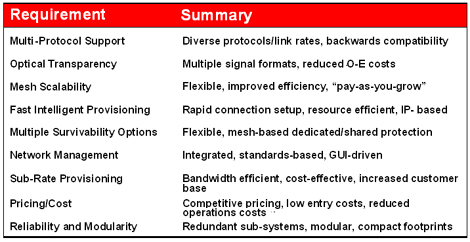 Requirement Summary
Multi-Protocol Support Diverse protocols/link rates, backwards compatibility
Optical Transparency Multiple signal formats, reduced O-E costs
Mesh Scalability Flexible, improved efficiency, “pay-as-you-grow”
Fast Intelligent Provisioning Rapid connection setup, resource efficient, IP- based
Multiple Survivability Options Flexible, mesh-based dedicated/shared protection
Network Management Integrated, standards-based, GUI-driven
Sub-Rate Provisioning Bandwidth efficient, cost-effective, increased customer
base
Pricing/Cost Competitive pricing, low entry costs, reduced
operations costs
Reliability and Modularity Redundant sub-systems, modular, compact footprints